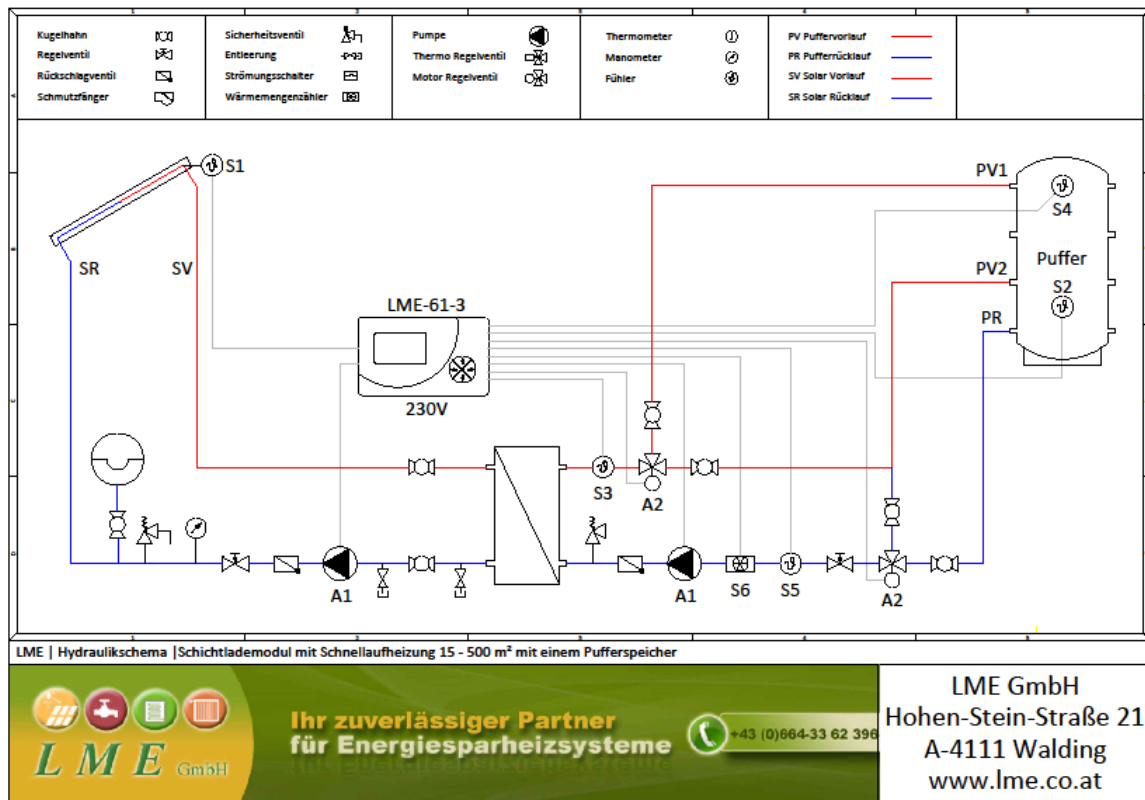 Kugelhahn
Regelventil
Rückschlagventil
Schmutzfänger
Sicherheitsventil
Entleerung
Strömungsschalter
Wärmemengenzähler
Pumpe
Thermo Regelventil
Motor Regelventil
Thermometer
Manometer
Fühler
PV Puffervorlauf
PR Pufferrücklauf
SV Solar Vorlauf
SR Solar Rücklauf
S1
PV1
S4
SR
SV
Puffer
PV2
S2
LME-61-3
PR
230V
S3
A2
A1
A1
S6
S5
A2
LME | Hydraulikschema |Schichtlademodul mit Schnellaufheizung 15 - 500 m² mit einem Pufferspeicher
LME GmbH
Ihr zuverlässiger Partner
für Energiesparheizsysteme
+43 (0)664-33 62 396
LME GmbH
Hohen-Stein-Straße 21
A-4111 Walding
www.lme.co.at